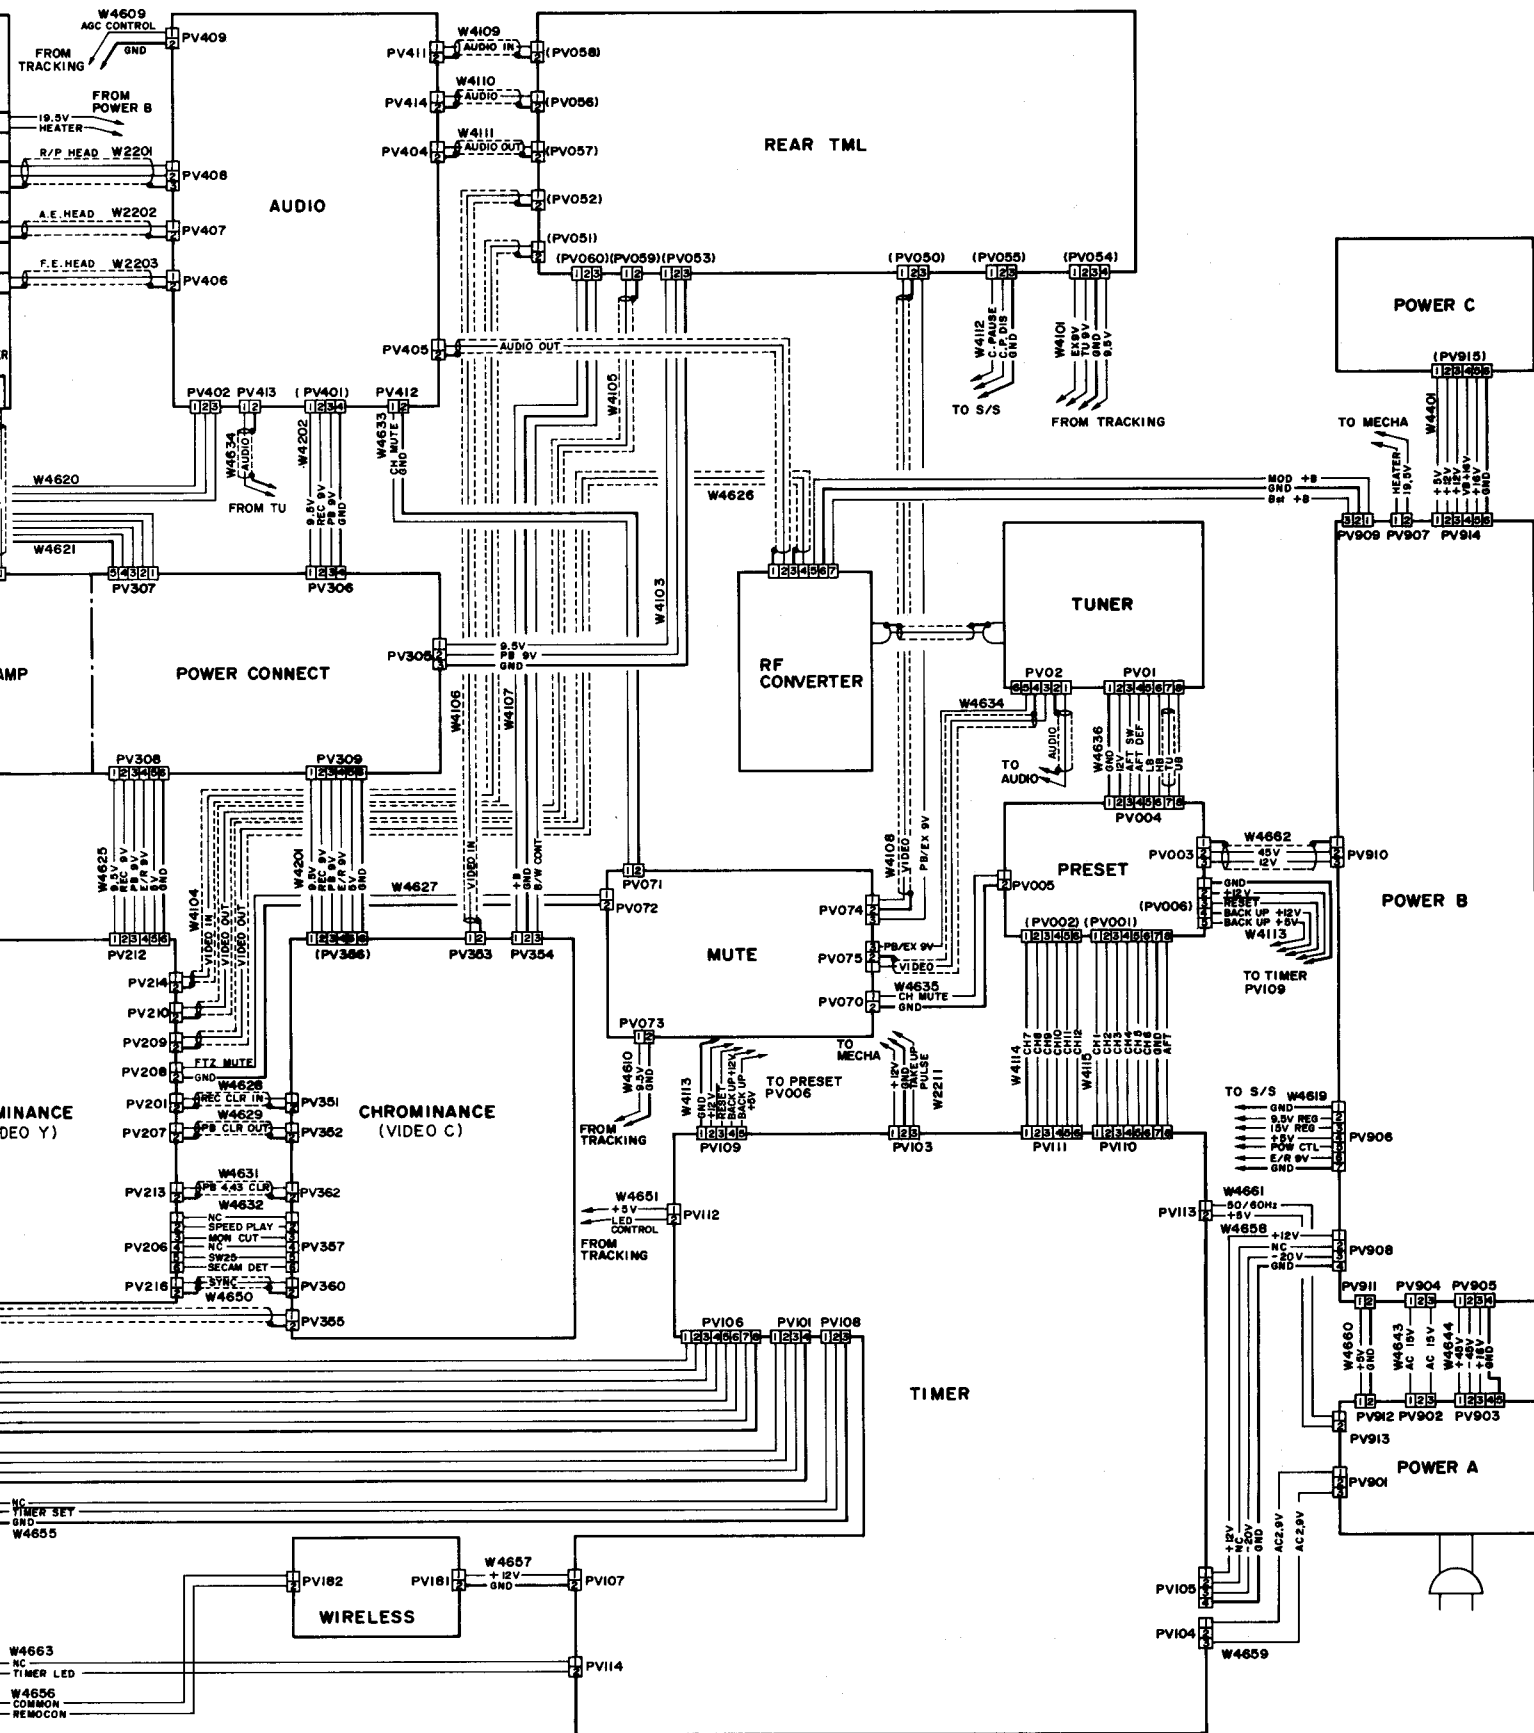 W4609
AGC CONTROL
GND
FROM
TRACKING
PV409
FROM
POWER B
19.5V
HEATER
R/P HEAD W2201
PV408
A.E. HEAD W2202
PV407
F.E. HEAD W2203
PV406
AUDIO
PV411
W4109
AUDIO IN
(PV058)
PV414
W4110
AUDIO
(PV056)
PV404
W4111
AUDIO OUT
(PV057)
(PV052)
(PV051)
REAR TML
(PV060)(PV059)(PV053)
(PV050)
(PV055)
(PV054)
PV405
AUDIO OUT
W4105
W4112
C-PAUSE
C.P. DIS
GND
TO S/S
W4101
EX9V
TU 9V
GND
9.5V
FROM TRACKING
POWER C
(PV915)
W4401
+5V
+12V
+12V
VB+16V
+16V
GND
TO MECHA
HEATER
19.5V
PV402 PV413 (PV401) PV412
W4634
AUDIO
FROM TU
W4202
9.5V
REC 9V
PB 9V
GND
W4633
CH MUTE
GND
W4620
W4621
W4626
MOD +B
GND
Bst +B
PV909 PV907 PV914
PV307
PV306
AMP
POWER CONNECT
PV305
9.5V
PB 9V
GND
W4103
W4106
W4107
RF
CONVERTER
TUNER
PV02
PV01
W4634
AUDIO
TO
AUDIO
W4636
GND
12V
AFT SW
AFT DEF
LB
HB
TU
UB
PV308
PV309
W4625
9.5V
REC 9V
PB 9V
E/R 9V
5V
GND
W4104
VIDEO IN
VIDEO OUT
VIDEO OUT
W4201
9.5V
REC 9V
PB 9V
E/R 9V
5V
GND
W4627
VIDEO IN
+B
GND
B/W CONT
W4108
VIDEO
PB/EX 9V
PV004
PRESET
PV003
W4662
45V
12V
PV910
PV005
(PV006)
GND
+12V
RESET
BACK UP +12V
BACK UP +5V
W4113
TO TIMER
PV109
(PV002) (PV001)
POWER B
PV071
PV072
PV074
PV075
PB/EX 9V
VIDEO
MUTE
W4635
PV070
CH MUTE
GND
PV073
PV212
(PV356)
PV353
PV354
PV214
PV210
PV209
PV208
FTZ MUTE
GND
W4628
PV201
REC CLR IN
PV351
W4629
PV207
PB CLR OUT
PV352
W4631
PV213
PB 4.43 CLR
PV362
W4632
NC
SPEED PLAY
MON CUT
PV206
NC
PV357
SW25
SECAM DET
PV216
SYNC
PV360
W4650
PV355
MINANCE
DEO Y)
CHROMINANCE
(VIDEO C)
W4610
9.5V
GND
FROM
TRACKING
W4113
GND
+12V
RESET
BACK UP +12V
BACK UP
+5V
TO PRESET
PV006
TO
MECHA
+12V
GND
TAKE UP
PULSE
W2211
W4114
CH7
CH8
CH9
CH10
CH11
CH12
W4115
CH1
CH2
CH3
CH4
CH5
CH6
GND
AFT
PV109
PV103
PV111
PV110
TO S/S W4619
GND
9.5V REG
15V REG
+5V
POW CTL
E/R 9V
GND
PV906
W4651
+5V
LED
CONTROL
PV112
FROM
TRACKING
PV113
W4661
50/60Hz
+5V
W4658
+12V
NC
-20V
GND
PV908
PV911 PV904 PV905
W4660
+5V
GND
W4643
AC 15V
AC 15V
W4644
+45V
-45V
+16V
GND
PV912 PV902 PV903
PV913
POWER A
PV901
PV106 PV101 PV108
TIMER
NC
TIMER SET
GND
W4655
PV182
PV181
W4657
+12V
GND
PV107
WIRELESS
W4663
NC
TIMER LED
PV114
W4656
COMMON
REMOCON
PV105
PV104
+12V
NC
-20V
GND
AC2.9V
AC2.9V
W4659